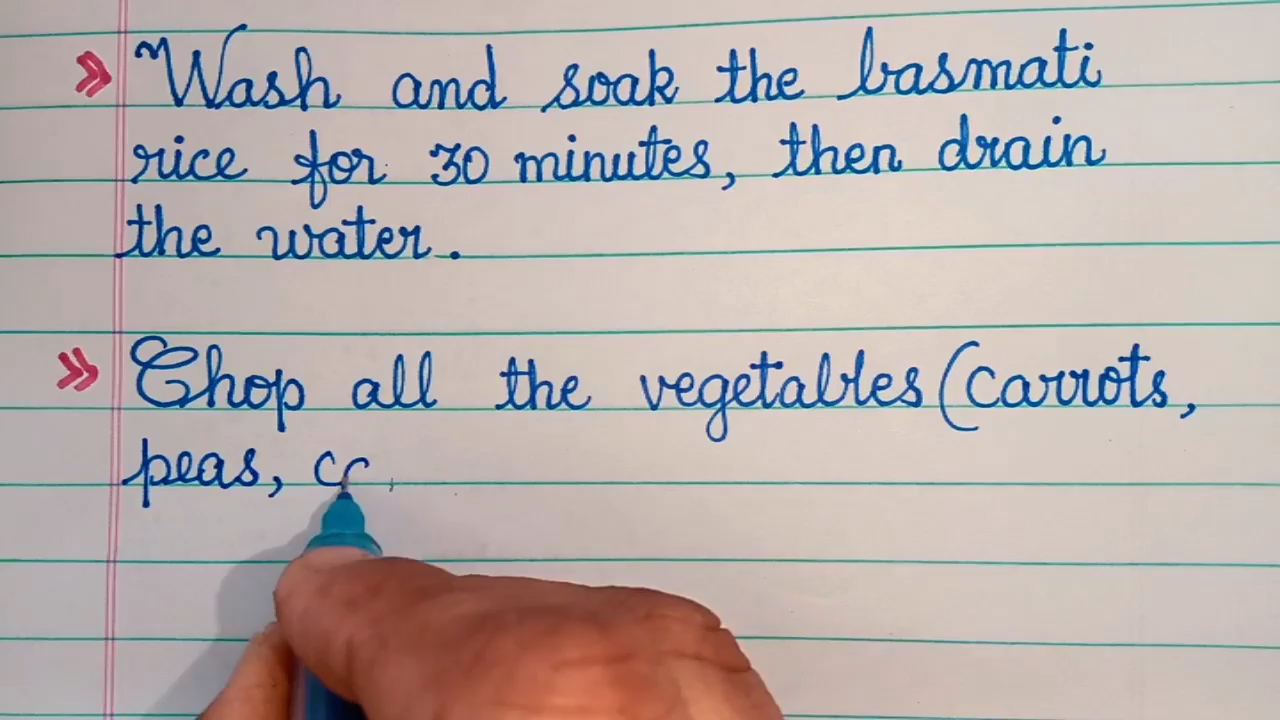 » Wash and soak the basmati
rice for 30 minutes, then drain
the water.
» Chop all the vegetables (carrots,
peas,